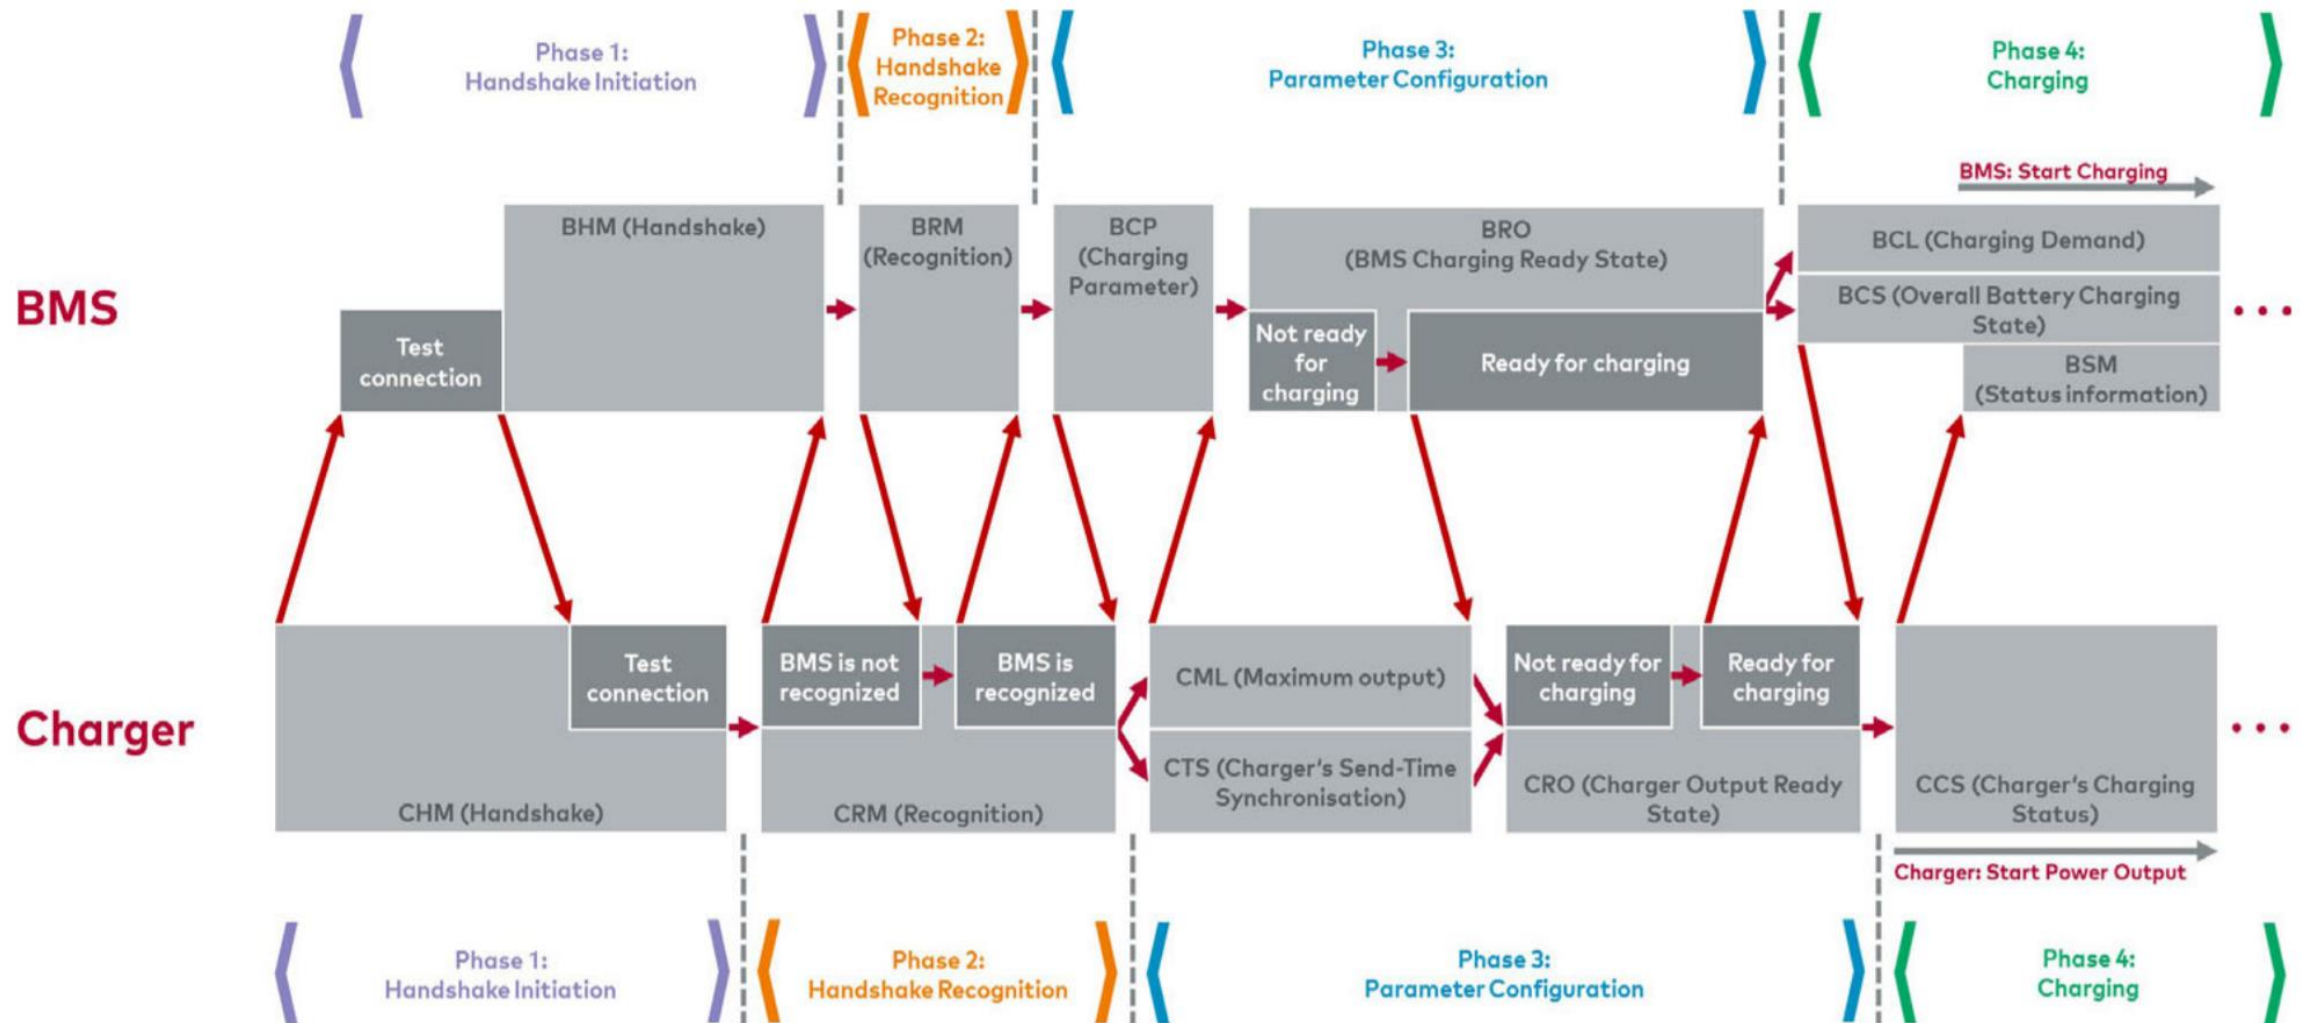 Phase 1:
Handshake Initiation
Phase 2:
Handshake
Recognition
Phase 3:
Parameter Configuration
Phase 4:
Charging
BMS: Start Charging
BMS
Test
connection
BHM (Handshake)
BRM
(Recognition)
BCP
(Charging
Parameter)
BRO
(BMS Charging Ready State)
Not ready
for
charging
Ready for charging
BCL (Charging Demand)
BCS (Overall Battery Charging
State)
BSM
(Status information)
...
Charger
Test
connection
CHM (Handshake)
BMS is not
recognized
BMS is
recognized
CRM (Recognition)
CML (Maximum output)
CTS (Charger's Send-Time
Synchronisation)
Not ready for
charging
Ready for
charging
CRO (Charger Output Ready
State)
CCS (Charger's Charging
Status)
...
Charger: Start Power Output
Phase 1:
Handshake Initiation
Phase 2:
Handshake Recognition
Phase 3:
Parameter Configuration
Phase 4:
Charging